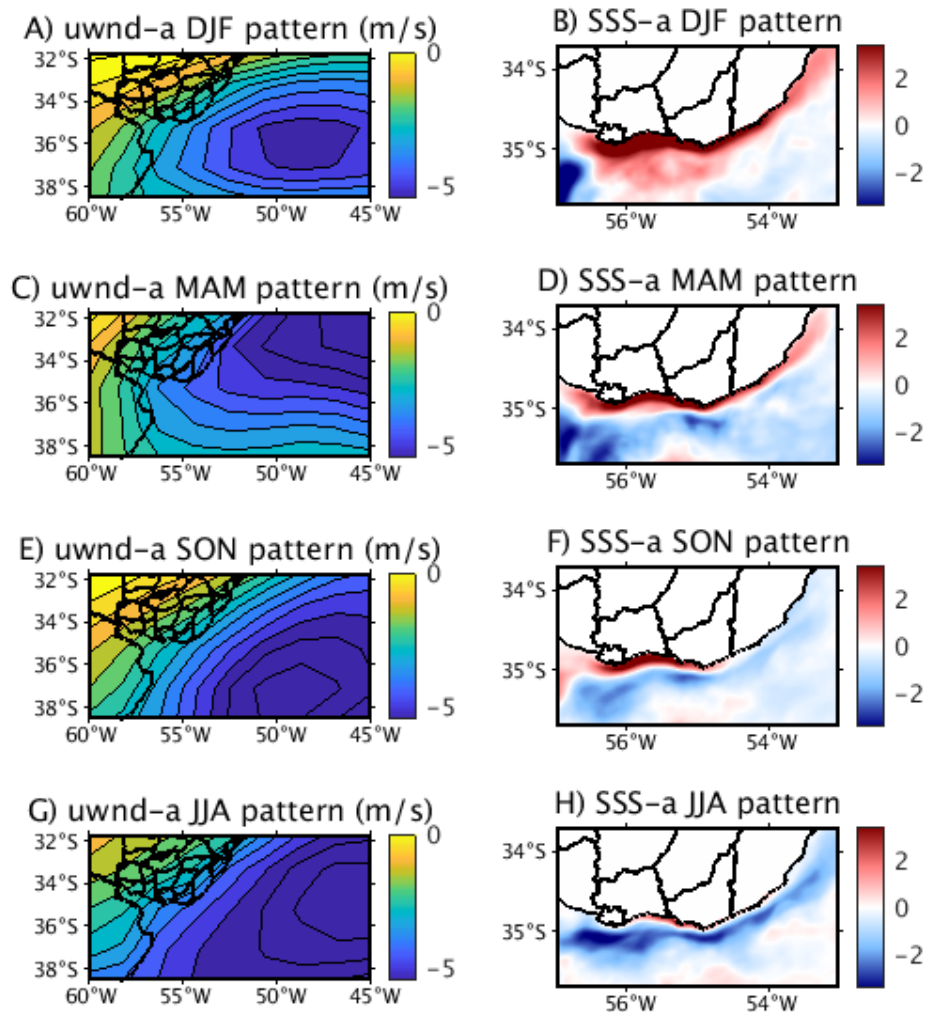 A) uwnd-a DJF pattern (m/s)
32°S
34°S
36°S
38°S
60°W 55°W 50°W 45°W
0
-5
B) SSS-a DJF pattern
34°S
35°S
56°W 54°W
2
0
-2
C) uwnd-a MAM pattern (m/s)
32°S
34°S
36°S
38°S
60°W 55°W 50°W 45°W
0
-5
D) SSS-a MAM pattern
34°S
35°S
56°W 54°W
2
0
-2
E) uwnd-a SON pattern (m/s)
32°S
34°S
36°S
38°S
60°W 55°W 50°W 45°W
0
-5
F) SSS-a SON pattern
34°S
35°S
56°W 54°W
2
0
-2
G) uwnd-a JJA pattern (m/s)
32°S
34°S
36°S
38°S
60°W 55°W 50°W 45°W
0
-5
H) SSS-a JJA pattern
34°S
35°S
56°W 54°W
2
0
-2